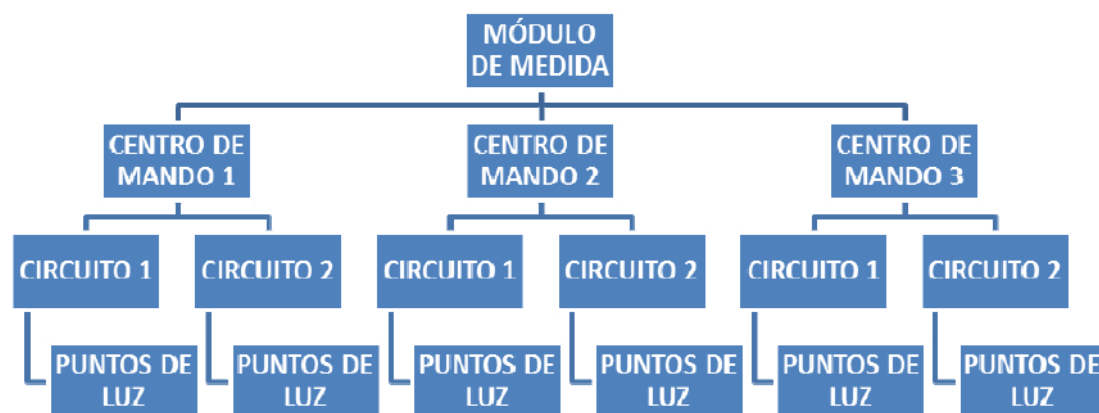 MÓDULO
DE MEDIDA
CENTRO DE
MANDO 1
CENTRO DE
MANDO 2
CENTRO DE
MANDO 3
CIRCUITO 1
CIRCUITO 2
CIRCUITO 1
CIRCUITO 2
CIRCUITO 1
CIRCUITO 2
PUNTOS DE
LUZ
PUNTOS DE
LUZ
PUNTOS DE
LUZ
PUNTOS DE
LUZ
PUNTOS DE
LUZ
PUNTOS DE
LUZ